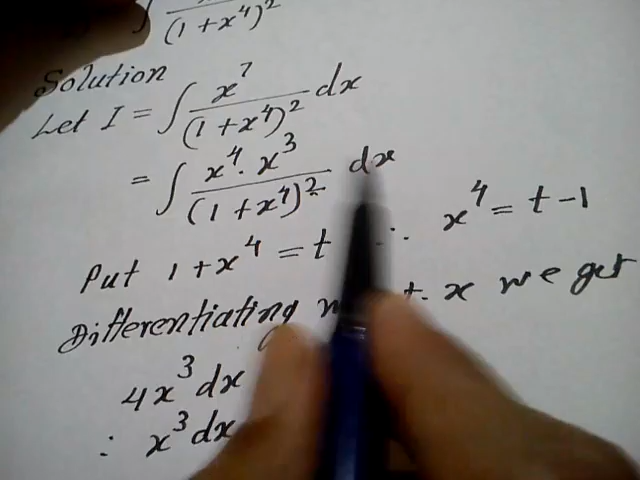 ∫ (1 + x⁴)²
Solution
Let I = ∫ x⁷ / (1 + x⁴)² dx
= ∫ x⁴ · x³ / (1 + x⁴)² dx
Put 1 + x⁴ = t ∴ x⁴ = t - 1
Differentiating x we get
4x³ dx
∴ x³ dx